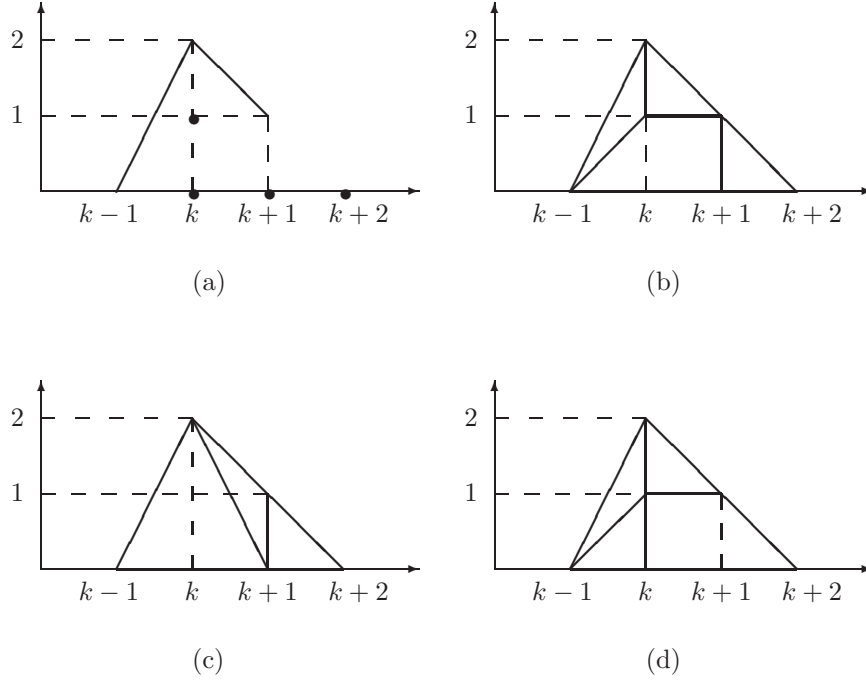 2
1
k − 1 k k + 1 k + 2
(a)
2
1
k − 1 k k + 1 k + 2
(b)
2
1
k − 1 k k + 1 k + 2
(c)
2
1
k − 1 k k + 1 k + 2
(d)